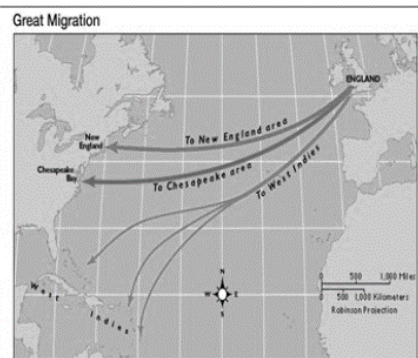 Great Migration
ENGLAND
New
England
To New England area
Chesapeake
Bay
To Chesapeake area
To West Indies
West Indies
N
W E
S
0 500 1,000 Miles
0 500 1,000 Kilometers
Robinson Projection